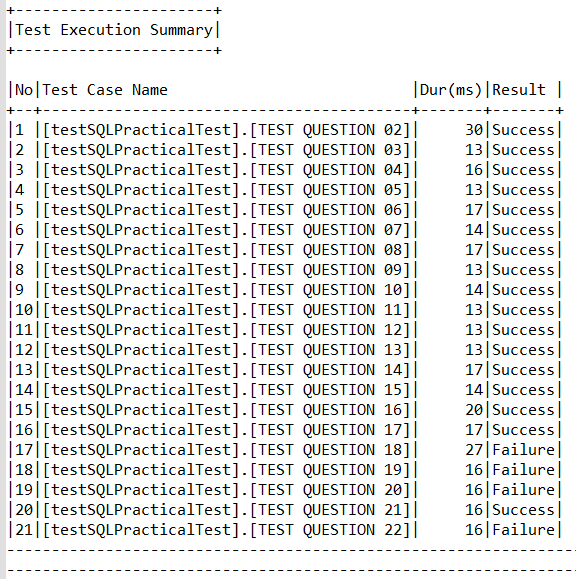 +----------------------+
|Test Execution Summary|
+----------------------+

|No|Test Case Name                           |Dur(ms)|Result |
+--+-----------------------------------------+-------+-------+
|1 |[testSQLPracticalTest].[TEST QUESTION 02]|     30|Success|
|2 |[testSQLPracticalTest].[TEST QUESTION 03]|     13|Success|
|3 |[testSQLPracticalTest].[TEST QUESTION 04]|     16|Success|
|4 |[testSQLPracticalTest].[TEST QUESTION 05]|     13|Success|
|5 |[testSQLPracticalTest].[TEST QUESTION 06]|     17|Success|
|6 |[testSQLPracticalTest].[TEST QUESTION 07]|     14|Success|
|7 |[testSQLPracticalTest].[TEST QUESTION 08]|     17|Success|
|8 |[testSQLPracticalTest].[TEST QUESTION 09]|     13|Success|
|9 |[testSQLPracticalTest].[TEST QUESTION 10]|     14|Success|
|10|[testSQLPracticalTest].[TEST QUESTION 11]|     13|Success|
|11|[testSQLPracticalTest].[TEST QUESTION 12]|     13|Success|
|12|[testSQLPracticalTest].[TEST QUESTION 13]|     13|Success|
|13|[testSQLPracticalTest].[TEST QUESTION 14]|     17|Success|
|14|[testSQLPracticalTest].[TEST QUESTION 15]|     14|Success|
|15|[testSQLPracticalTest].[TEST QUESTION 16]|     20|Success|
|16|[testSQLPracticalTest].[TEST QUESTION 17]|     17|Success|
|17|[testSQLPracticalTest].[TEST QUESTION 18]|     27|Failure|
|18|[testSQLPracticalTest].[TEST QUESTION 19]|     16|Failure|
|19|[testSQLPracticalTest].[TEST QUESTION 20]|     16|Failure|
|20|[testSQLPracticalTest].[TEST QUESTION 21]|     16|Success|
|21|[testSQLPracticalTest].[TEST QUESTION 22]|     16|Failure|
---------------------------------------------------------------
---------------------------------------------------------------